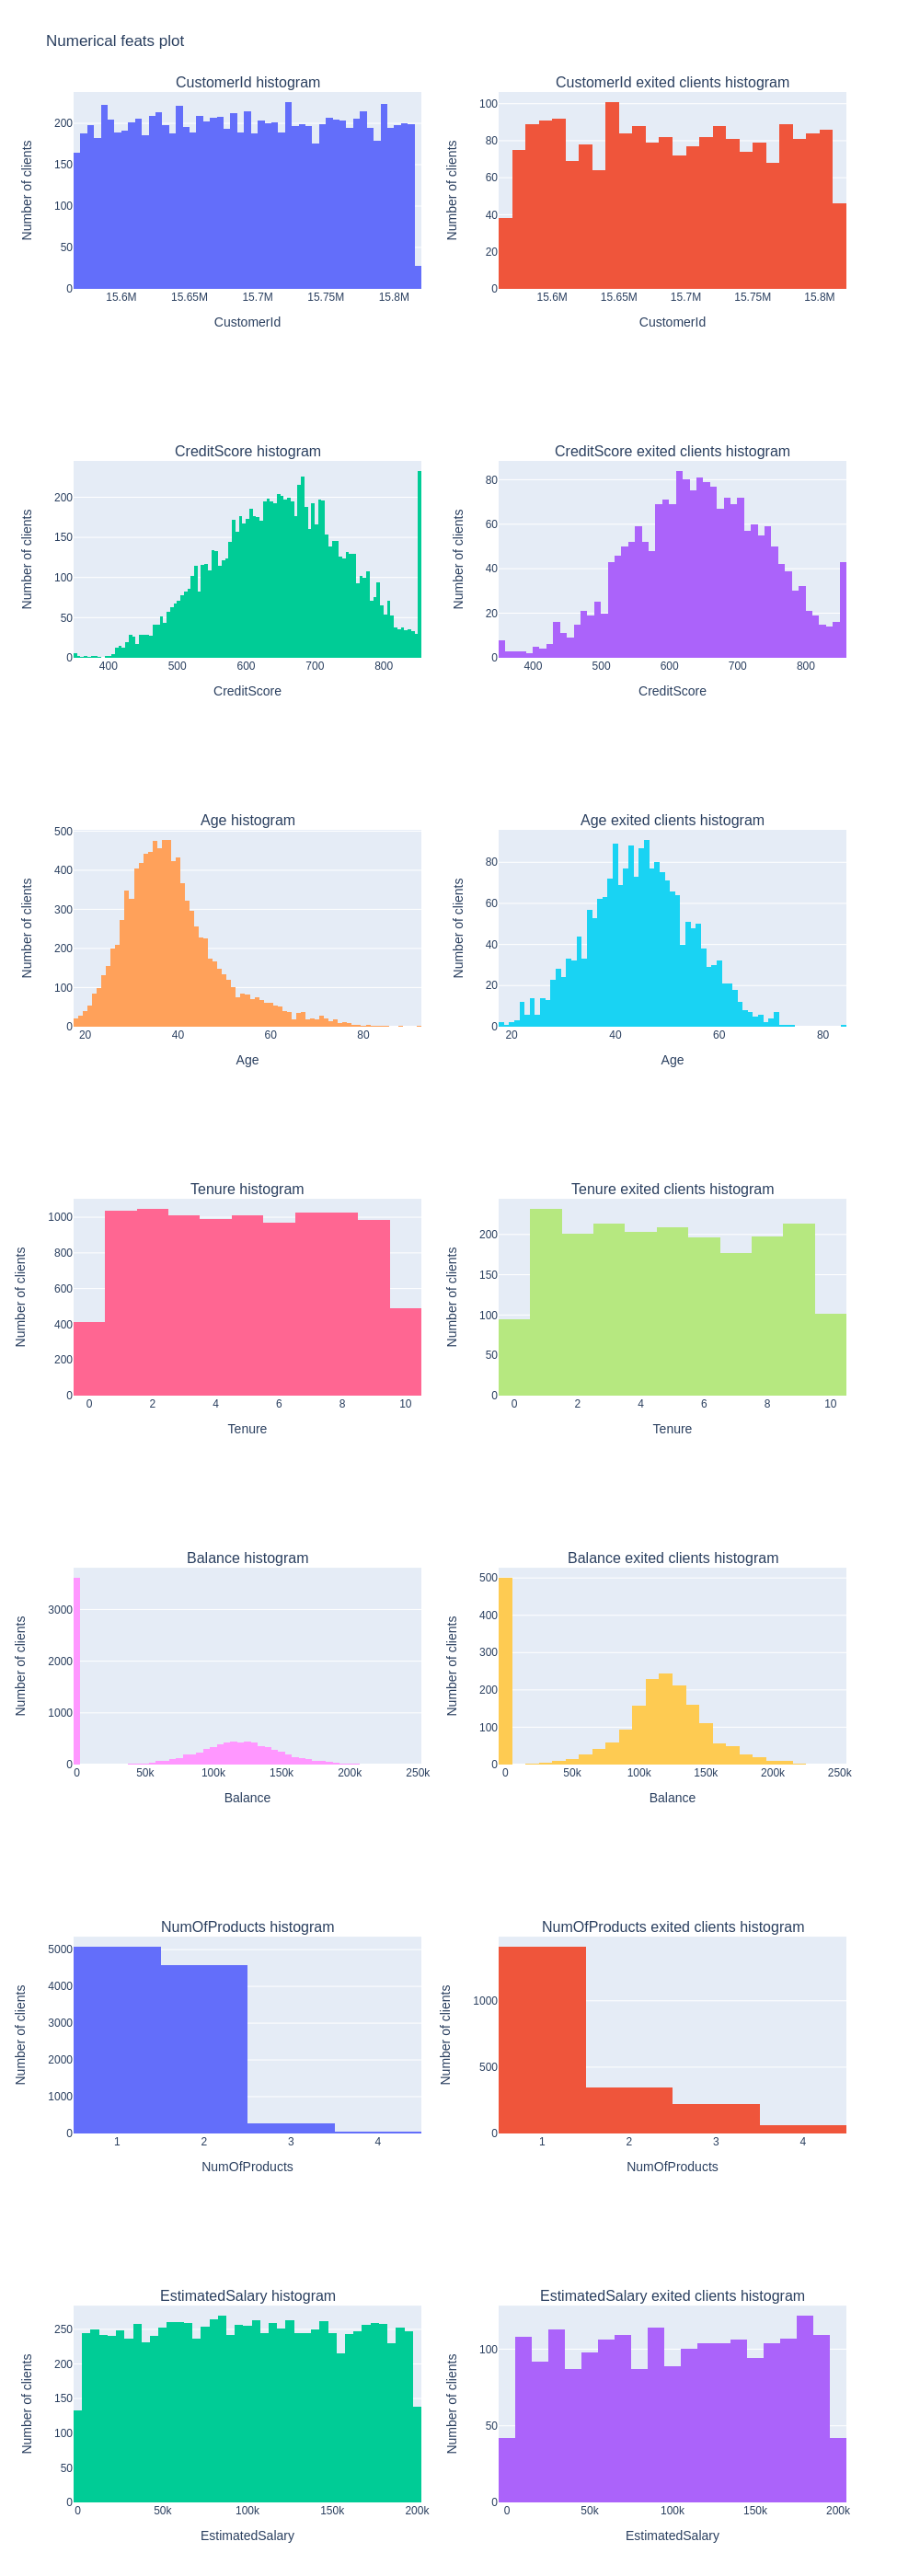 Numerical feats plot
CustomerId histogram
CustomerId exited clients histogram
Number of clients
200
150
100
50
0
15.6M 15.65M 15.7M 15.75M 15.8M
CustomerId
Number of clients
100
80
60
40
20
0
15.6M 15.65M 15.7M 15.75M 15.8M
CustomerId
CreditScore histogram
CreditScore exited clients histogram
Number of clients
200
150
100
50
0
400 500 600 700 800
CreditScore
Number of clients
80
60
40
20
0
400 500 600 700 800
CreditScore
Age histogram
Age exited clients histogram
Number of clients
500
400
300
200
100
0
20 40 60 80
Age
Number of clients
80
60
40
20
0
20 40 60 80
Age
Tenure histogram
Tenure exited clients histogram
Number of clients
1000
800
600
400
200
0
0 2 4 6 8 10
Tenure
Number of clients
200
150
100
50
0
0 2 4 6 8 10
Tenure
Balance histogram
Balance exited clients histogram
Number of clients
3000
2000
1000
0
0 50k 100k 150k 200k 250k
Balance
Number of clients
500
400
300
200
100
0
0 50k 100k 150k 200k 250k
Balance
NumOfProducts histogram
NumOfProducts exited clients histogram
Number of clients
5000
4000
3000
2000
1000
0
1 2 3 4
NumOfProducts
Number of clients
1000
500
0
1 2 3 4
NumOfProducts
EstimatedSalary histogram
EstimatedSalary exited clients histogram
Number of clients
250
200
150
100
50
0
0 50k 100k 150k 200k
EstimatedSalary
Number of clients
100
50
0
0 50k 100k 150k 200k
EstimatedSalary